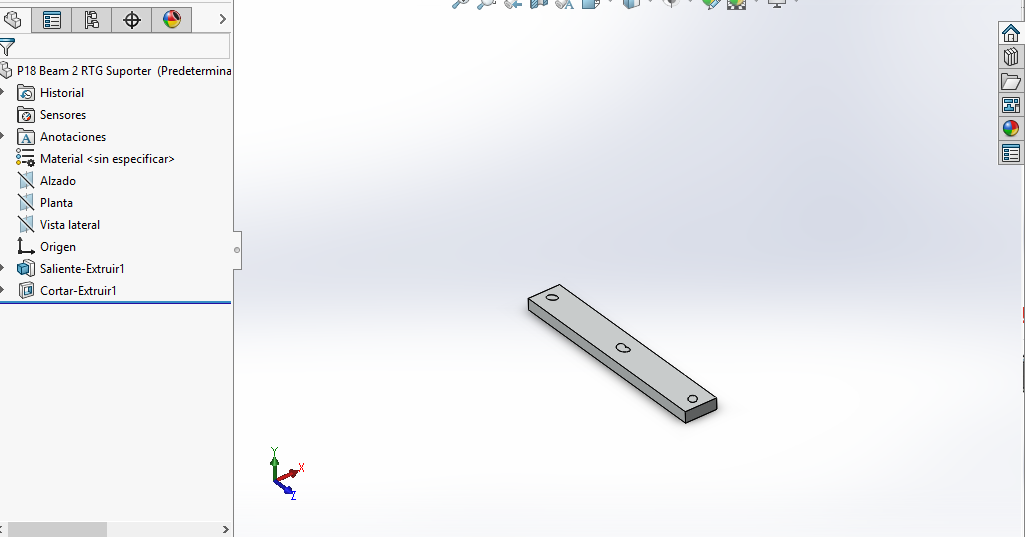 P18 Beam 2 RTG Suporter (Predetermina
Historial
Sensores
Anotaciones
Material <sin especificar>
Alzado
Planta
Vista lateral
Origen
Saliente-Extruir1
Cortar-Extruir1
Y
X
Z